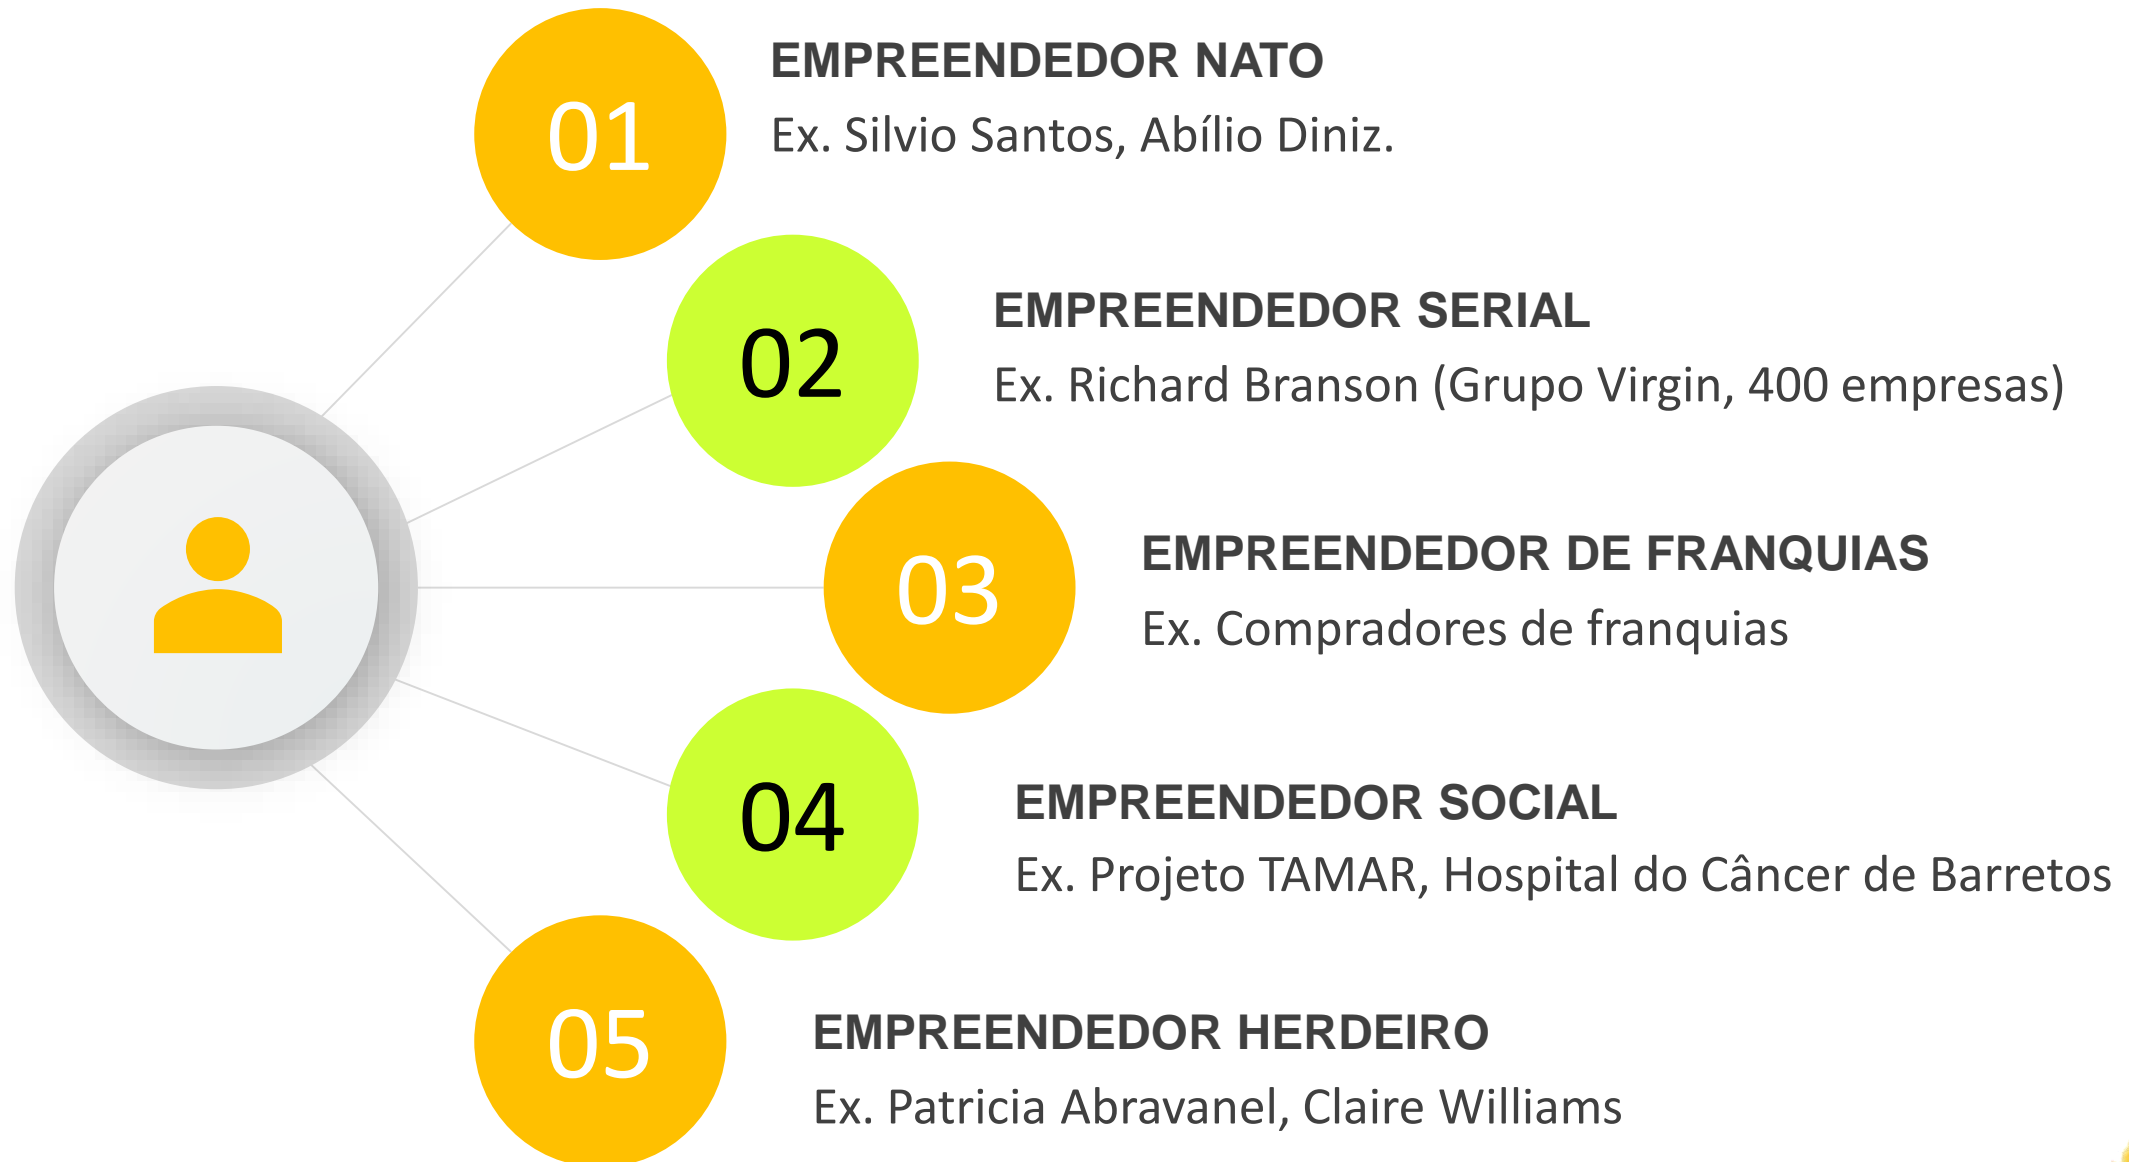 01
EMPREENDEDOR NATO
Ex. Silvio Santos, Abílio Diniz.
02
EMPREENDEDOR SERIAL
Ex. Richard Branson (Grupo Virgin, 400 empresas)
03
EMPREENDEDOR DE FRANQUIAS
Ex. Compradores de franquias
04
EMPREENDEDOR SOCIAL
Ex. Projeto TAMAR, Hospital do Câncer de Barretos
05
EMPREENDEDOR HERDEIRO
Ex. Patricia Abravanel, Claire Williams